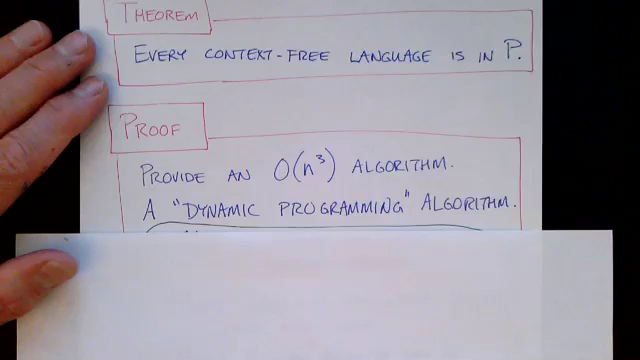 THEOREM
EVERY CONTEXT-FREE LANGUAGE IS IN P.
PROOF
PROVIDE AN O(n³) ALGORITHM.
A "DYNAMIC PROGRAMMING" ALGORITHM.